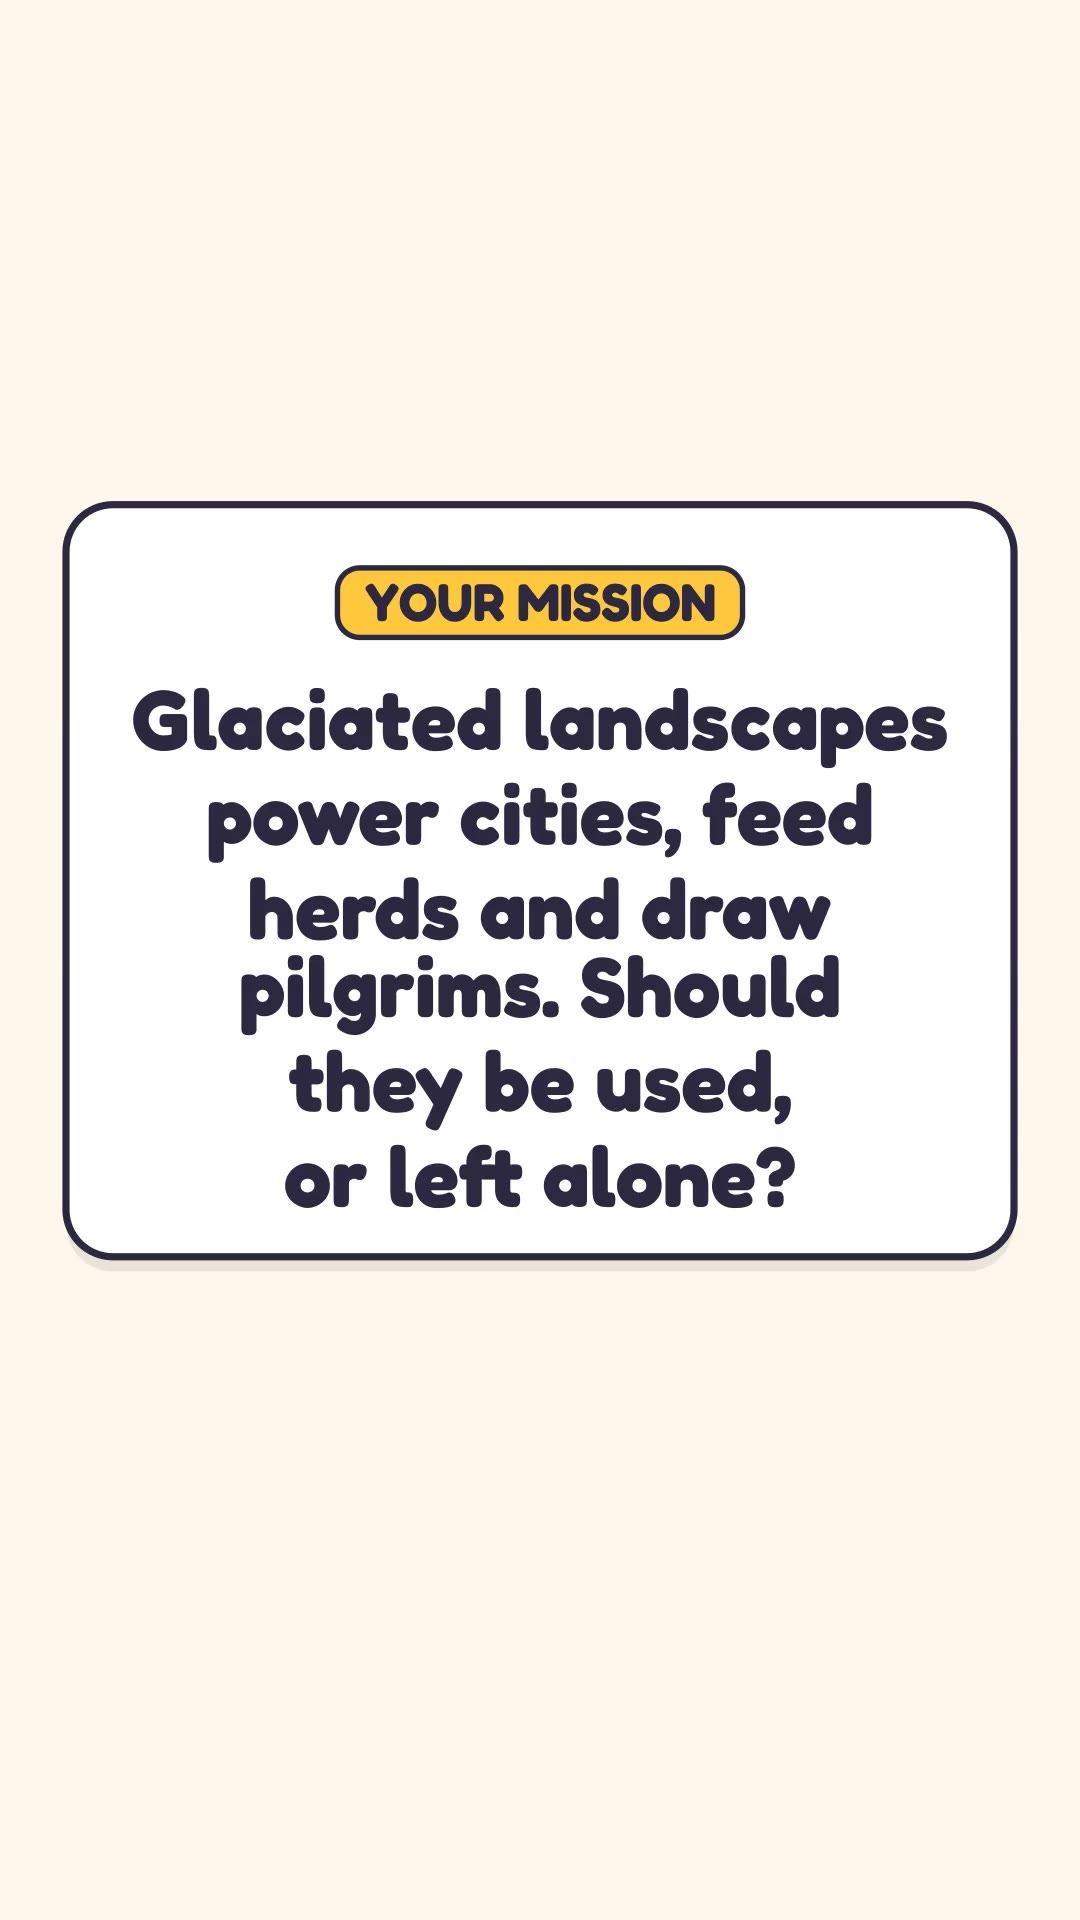 YOUR MISSION
Glaciated landscapes
power cities, feed
herds and draw
pilgrims. Should
they be used,
or left alone?